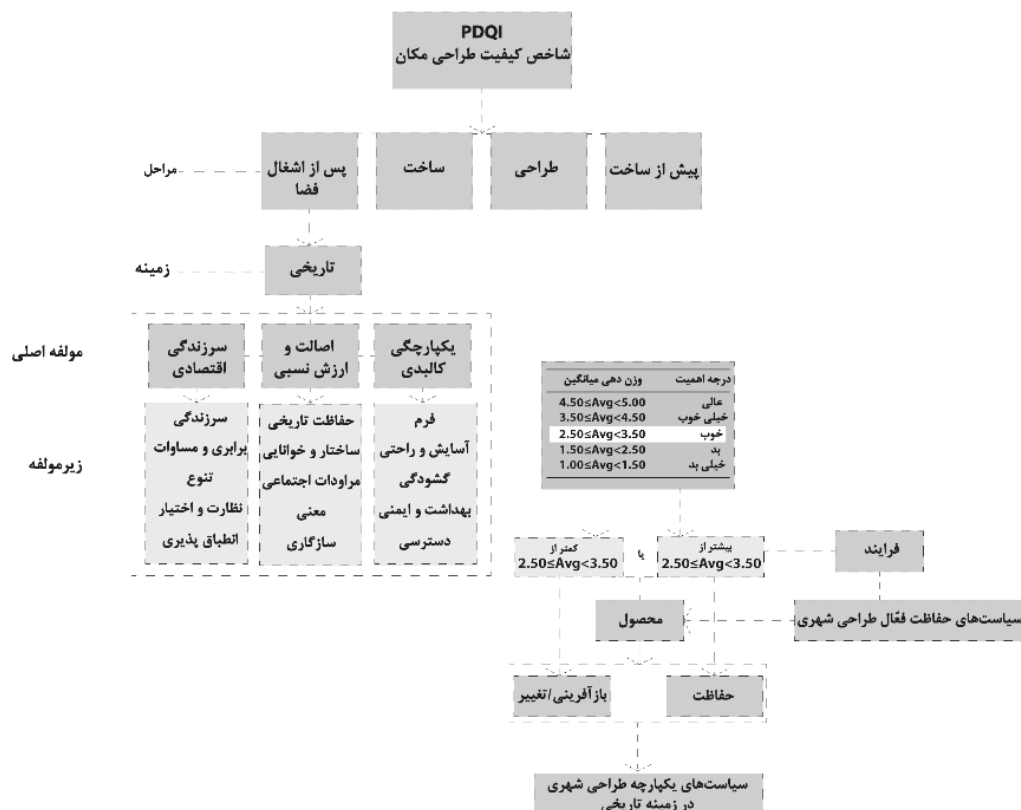 PDQI
شاخص کیفیت طراحی مکان
مراحل
پیش از ساخت
طراحی
ساخت
پس از اشغال
فضا
زمینه
تاریخی
مولفه اصلی
یکپارچگی
کالبدی
اصالت و
ارزش نسبی
سرزندگی
اقتصادی
زیرمولفه
فرم
آسایش و راحتی
گشودگی
بهداشت و ایمنی
دسترسی
حفاظت تاریخی
ساختار و خوانایی
مراودات اجتماعی
معنی
سازگاری
سرزندگی
برابری و مساوات
تنوع
نظارت و اختیار
انطباق پذیری
درجه اهمیت وزن دهی میانگین
عالی 4.50≤Avg<5.00
خیلی خوب 3.50≤Avg<4.50
خوب 2.50≤Avg<3.50
بد 1.50≤Avg<2.50
خیلی بد 1.00≤Avg<1.50
فرایند
بیشتر از
2.50≤Avg<3.50
یا
کمتر از
2.50≤Avg<3.50
سیاست‌های حفاظت فعّال طراحی شهری
محصول
حفاظت
بازآفرینی/تغییر
سیاست‌های یکپارچه طراحی شهری
در زمینه تاریخی